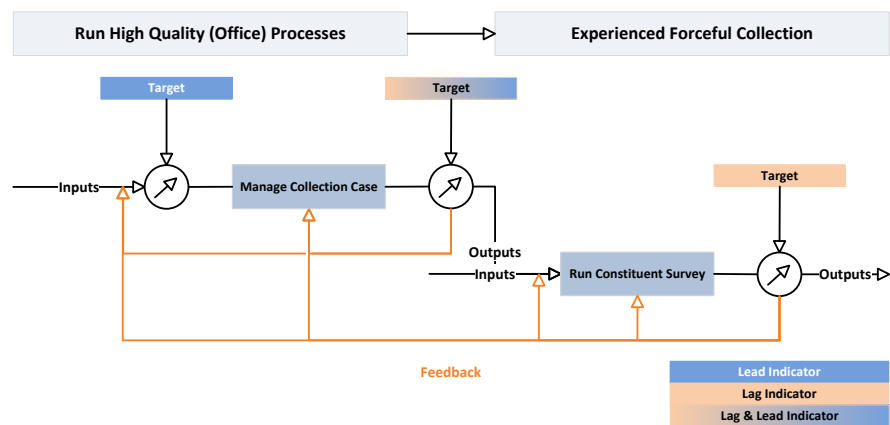 Run High Quality (Office) Processes
Experienced Forceful Collection
Target
Target
Inputs
Manage Collection Case
Target
Outputs
Inputs
Run Constituent Survey
Outputs
Feedback
Lead Indicator
Lag Indicator
Lag & Lead Indicator